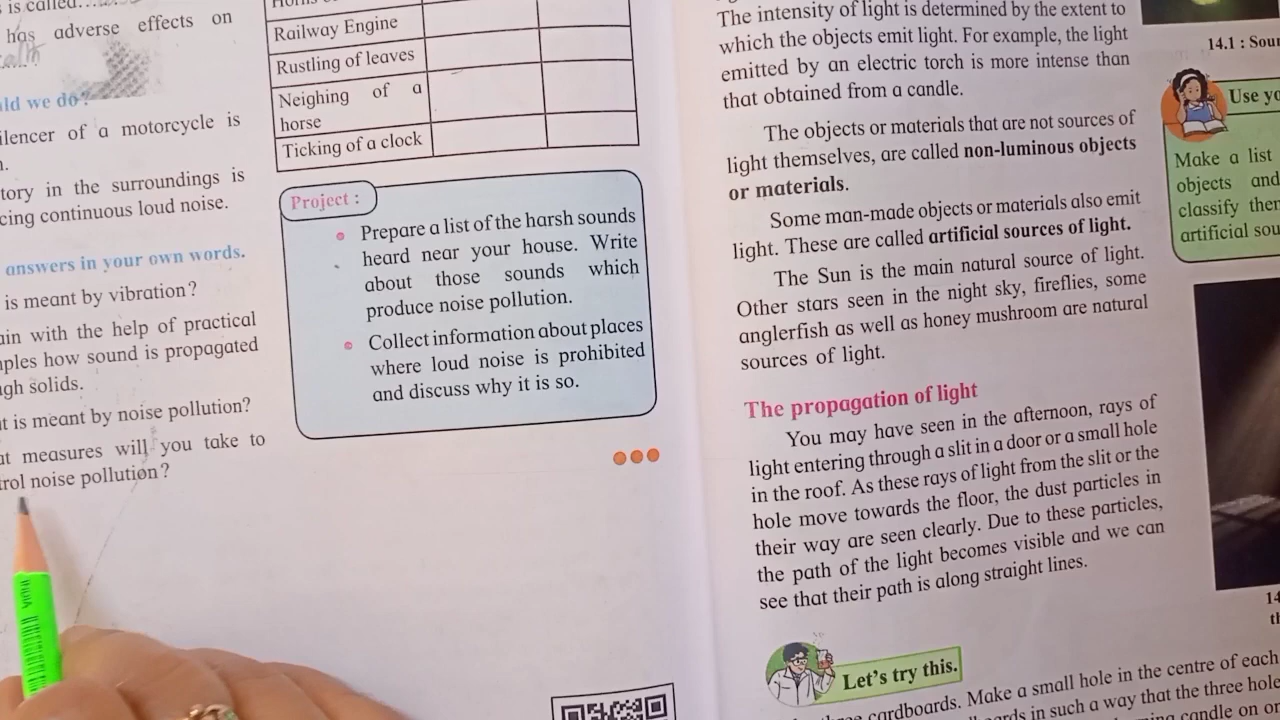 is called....
has adverse effects on
ld we do?
ilencer of a motorcycle is
tory in the surroundings is
cing continuous loud noise.
answers in your own words.
is meant by vibration?
ain with the help of practical
ples how sound is propagated
gh solids.
t is meant by noise pollution?
at measures will you take to
trol noise pollution?
Railway Engine
Rustling of leaves
Neighing of a
horse
Ticking of a clock
Project :
Prepare a list of the harsh sounds
heard near your house. Write
about those sounds which
produce noise pollution.
Collect information about places
where loud noise is prohibited
and discuss why it is so.
INDIA
The intensity of light is determined by the extent to
which the objects emit light. For example, the light
emitted by an electric torch is more intense than
that obtained from a candle.
The objects or materials that are not sources of
light themselves, are called non-luminous objects
or materials.
Some man-made objects or materials also emit
light. These are called artificial sources of light.
The Sun is the main natural source of light.
Other stars seen in the night sky, fireflies, some
anglerfish as well as honey mushroom are natural
sources of light.
The propagation of light
You may have seen in the afternoon, rays of
light entering through a slit in a door or a small hole
in the roof. As these rays of light from the slit or the
hole move towards the floor, the dust particles in
their way are seen clearly. Due to these particles,
the path of the light becomes visible and we can
see that their path is along straight lines.
Let's try this.
cardboards. Make a small hole in the centre of each
in such a way that the three hole
candle on
14.1 : Sour
Use yo
Make a list
objects and
classify ther
artificial sou
14
th